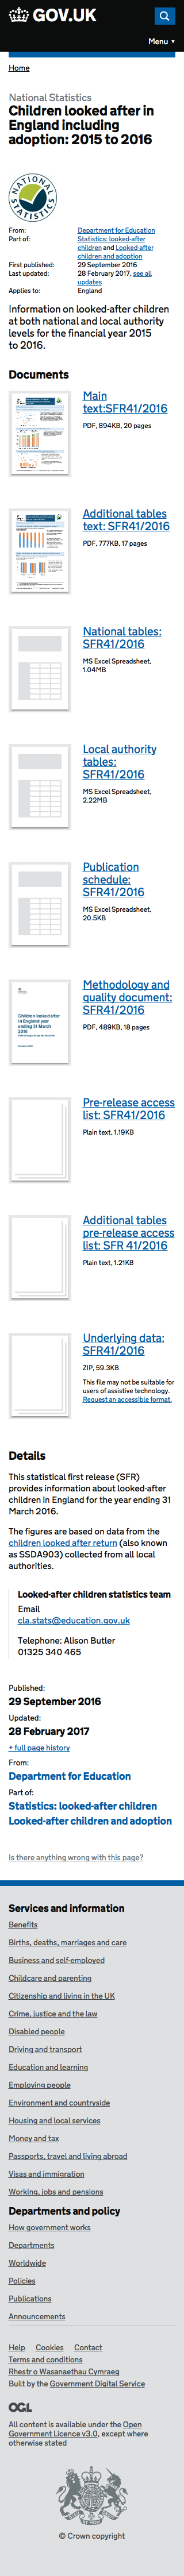 GOV.UK
Menu ▼
Home
National Statistics
Children looked after in
England including
adoption: 2015 to 2016
NATIONAL STATISTICS
From:
Department for Education
Part of:
Statistics: looked-after
children and Looked-after
children and adoption
First published:
29 September 2016
Last updated:
28 February 2017, see all
updates
Applies to:
England
Information on looked-after children
at both national and local authority
levels for the financial year 2015
to 2016.
Documents
Main
text:SFR41/2016
PDF, 894KB, 20 pages
Additional tables
text: SFR41/2016
PDF, 777KB, 17 pages
National tables:
SFR41/2016
MS Excel Spreadsheet,
1.04MB
Local authority
tables:
SFR41/2016
MS Excel Spreadsheet,
2.22MB
Publication
schedule:
SFR41/2016
MS Excel Spreadsheet,
20.5KB
Children looked after
in England year
ending 31 March
2016
Methodology and
quality document:
SFR41/2016
PDF, 489KB, 18 pages
Pre-release access
list: SFR41/2016
Plain text, 1.19KB
Additional tables
pre-release access
list: SFR 41/2016
Plain text, 1.21KB
Underlying data:
SFR41/2016
ZIP, 59.3KB
This file may not be suitable for
users of assistive technology.
Request an accessible format.
Details
This statistical first release (SFR)
provides information about looked-after
children in England for the year ending 31
March 2016.
The figures are based on data from the
children looked after return (also known
as SSDA903) collected from all local
authorities.
Looked-after children statistics team
Email
cla.stats@education.gov.uk
Telephone: Alison Butler
01325 340 465
Published:
29 September 2016
Updated:
28 February 2017
+ full page history
From:
Department for Education
Part of:
Statistics: looked-after children
Looked-after children and adoption
Is there anything wrong with this page?
Services and information
Benefits
Births, deaths, marriages and care
Business and self-employed
Childcare and parenting
Citizenship and living in the UK
Crime, justice and the law
Disabled people
Driving and transport
Education and learning
Employing people
Environment and countryside
Housing and local services
Money and tax
Passports, travel and living abroad
Visas and immigration
Working, jobs and pensions
Departments and policy
How government works
Departments
Worldwide
Policies
Publications
Announcements
Help Cookies Contact
Terms and conditions
Rhestr o Wasanaethau Cymraeg
Built by the Government Digital Service
OGL
All content is available under the Open
Government Licence v3.0, except where
otherwise stated
© Crown copyright